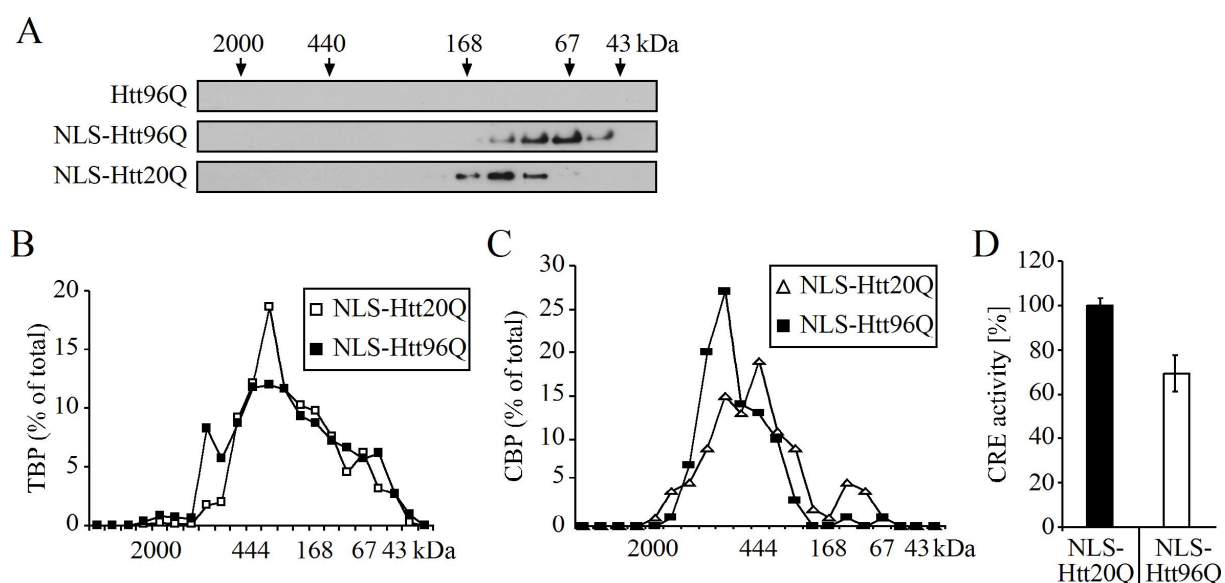 A
2000 440 168 67 43 kDa
Htt96Q
NLS-Htt96Q
NLS-Htt20Q
B
TBP (% of total)
20
15
10
5
0
NLS-Htt20Q
NLS-Htt96Q
2000 444 168 67 43 kDa
C
CBP (% of total)
30
25
20
15
10
5
0
NLS-Htt20Q
NLS-Htt96Q
2000 444 168 67 43 kDa
D
CRE activity [%]
120
100
80
60
40
20
0
NLS- NLS-
Htt20Q Htt96Q